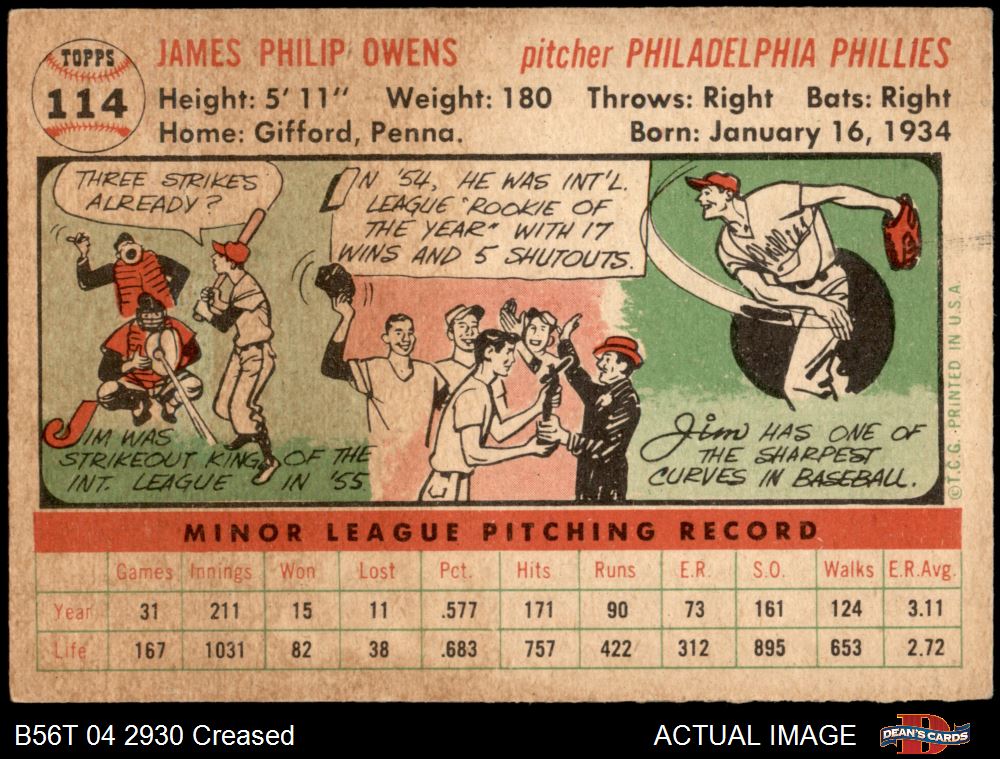 TOPPS
114
JAMES PHILIP OWENS pitcher PHILADELPHIA PHILLIES
Height: 5' 11" Weight: 180 Throws: Right Bats: Right
Home: Gifford, Penna. Born: January 16, 1934
THREE STRIKES
ALREADY?
JIM WAS
STRIKEOUT KING OF THE
INT. LEAGUE IN '55.
IN '54, HE WAS INT'L.
LEAGUE "ROOKIE OF
THE YEAR" WITH 17
WINS AND 5 SHUTOUTS.
Phillies
Jim HAS ONE OF
THE SHARPEST
CURVES IN BASEBALL.
© T.C.G. PRINTED IN U.S.A.
MINOR LEAGUE PITCHING RECORD
Games Innings Won Lost Pct. Hits Runs E.R. S.O. Walks E.R.Avg.
Year 31 211 15 11 .577 171 90 73 161 124 3.11
Life 167 1031 82 38 .683 757 422 312 895 653 2.72
B56T 04 2930 Creased ACTUAL IMAGE DEAN'S CARDS